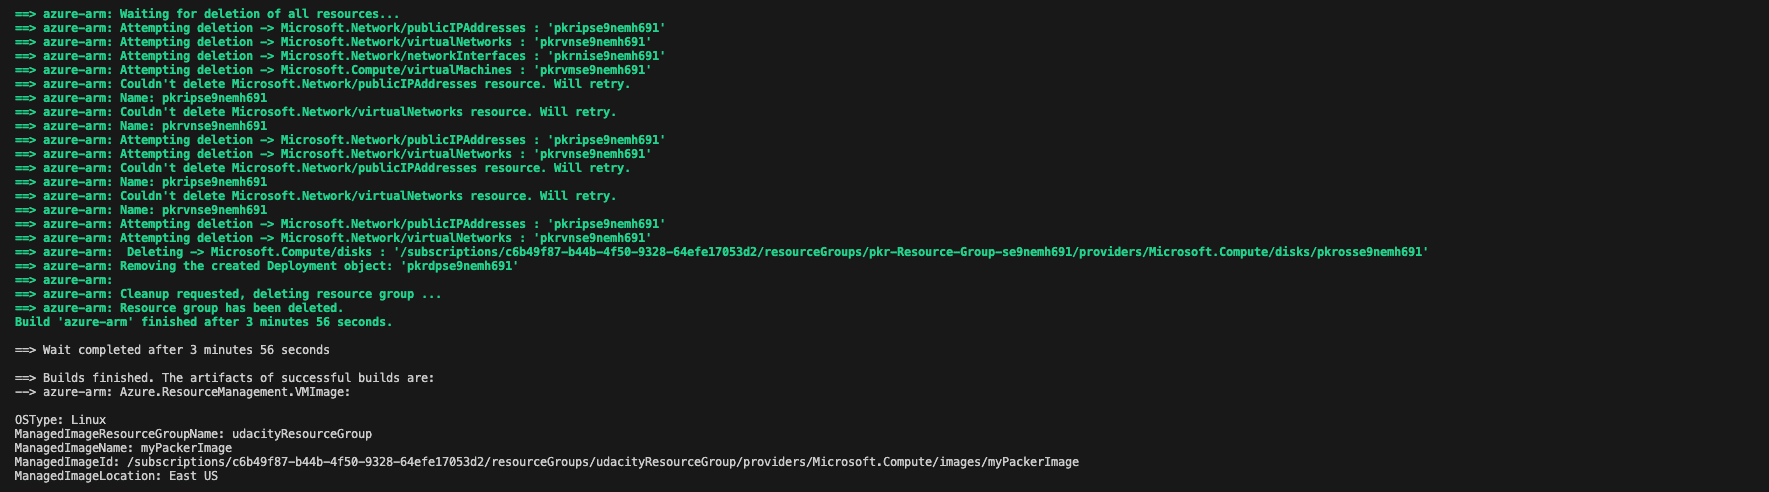 ==> azure-arm: Waiting for deletion of all resources...
==> azure-arm: Attempting deletion -> Microsoft.Network/publicIPAddresses : 'pkripse9nemh691'
==> azure-arm: Attempting deletion -> Microsoft.Network/virtualNetworks : 'pkrvnse9nemh691'
==> azure-arm: Attempting deletion -> Microsoft.Network/networkInterfaces : 'pkrnise9nemh691'
==> azure-arm: Attempting deletion -> Microsoft.Compute/virtualMachines : 'pkrvmse9nemh691'
==> azure-arm: Couldn't delete Microsoft.Network/publicIPAddresses resource. Will retry.
==> azure-arm: Name: pkripse9nemh691
==> azure-arm: Couldn't delete Microsoft.Network/virtualNetworks resource. Will retry.
==> azure-arm: Name: pkrvnse9nemh691
==> azure-arm: Attempting deletion -> Microsoft.Network/publicIPAddresses : 'pkripse9nemh691'
==> azure-arm: Attempting deletion -> Microsoft.Network/virtualNetworks : 'pkrvnse9nemh691'
==> azure-arm: Couldn't delete Microsoft.Network/publicIPAddresses resource. Will retry.
==> azure-arm: Name: pkripse9nemh691
==> azure-arm: Couldn't delete Microsoft.Network/virtualNetworks resource. Will retry.
==> azure-arm: Name: pkrvnse9nemh691
==> azure-arm: Attempting deletion -> Microsoft.Network/publicIPAddresses : 'pkripse9nemh691'
==> azure-arm: Attempting deletion -> Microsoft.Network/virtualNetworks : 'pkrvnse9nemh691'
==> azure-arm:  Deleting -> Microsoft.Compute/disks : '/subscriptions/c6b49f87-b44b-4f50-9328-64efe17053d2/resourceGroups/pkr-Resource-Group-se9nemh691/providers/Microsoft.Compute/disks/pkrosse9nemh691'
==> azure-arm: Removing the created Deployment object: 'pkrdpse9nemh691'
==> azure-arm:
==> azure-arm: Cleanup requested, deleting resource group ...
==> azure-arm: Resource group has been deleted.
Build 'azure-arm' finished after 3 minutes 56 seconds.
==> Wait completed after 3 minutes 56 seconds
==> Builds finished. The artifacts of successful builds are:
--> azure-arm: Azure.ResourceManagement.VMImage:
OSType: Linux
ManagedImageResourceGroupName: udacityResourceGroup
ManagedImageName: myPackerImage
ManagedImageId: /subscriptions/c6b49f87-b44b-4f50-9328-64efe17053d2/resourceGroups/udacityResourceGroup/providers/Microsoft.Compute/images/myPackerImage
ManagedImageLocation: East US